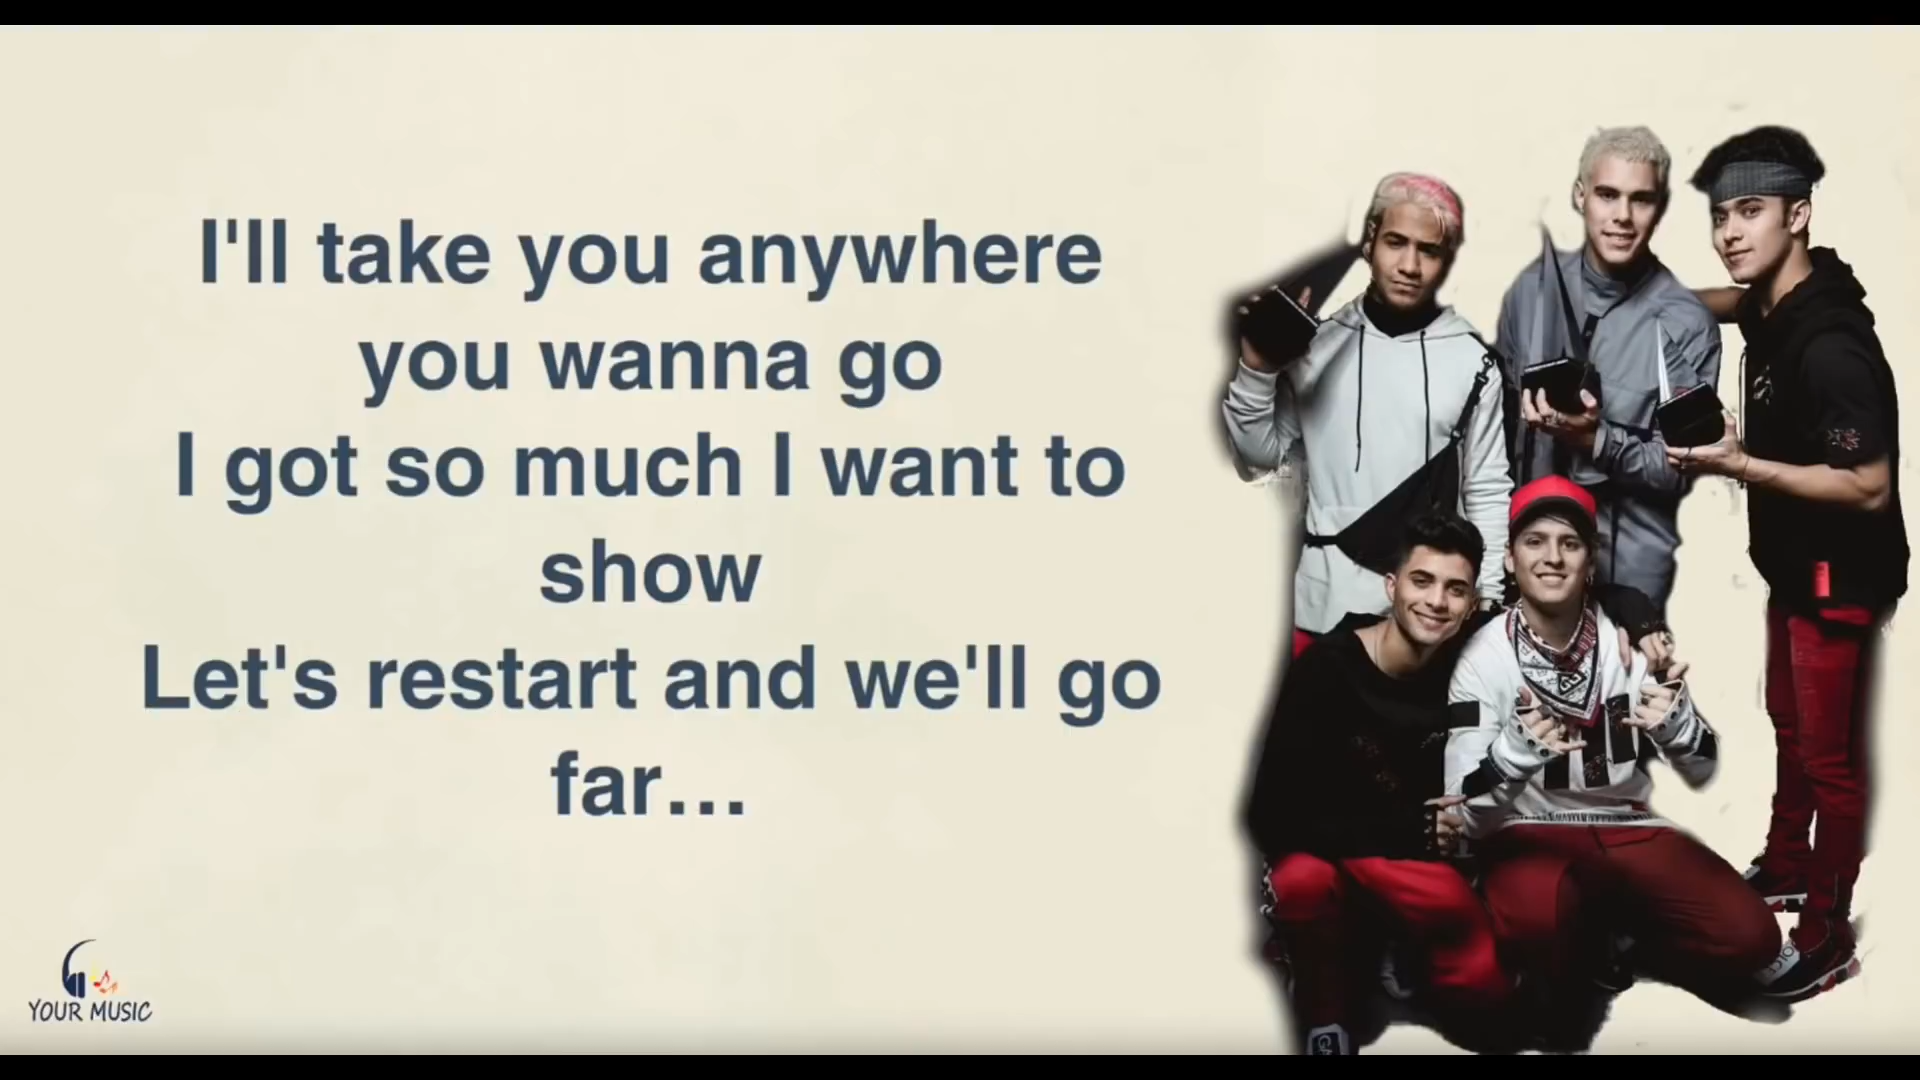 I'll take you anywhere
you wanna go
I got so much I want to
show
Let's restart and we'll go
far...
YOUR MUSIC